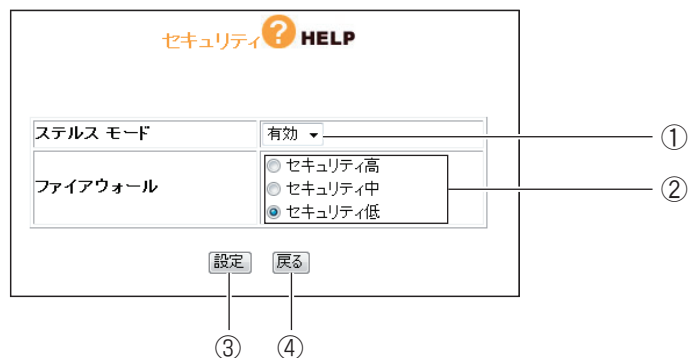 セキュリティ ? HELP
ステルス モード 有効 ①
ファイアウォール
セキュリティ高
セキュリティ中 ②
セキュリティ低
設定 戻る
③ ④